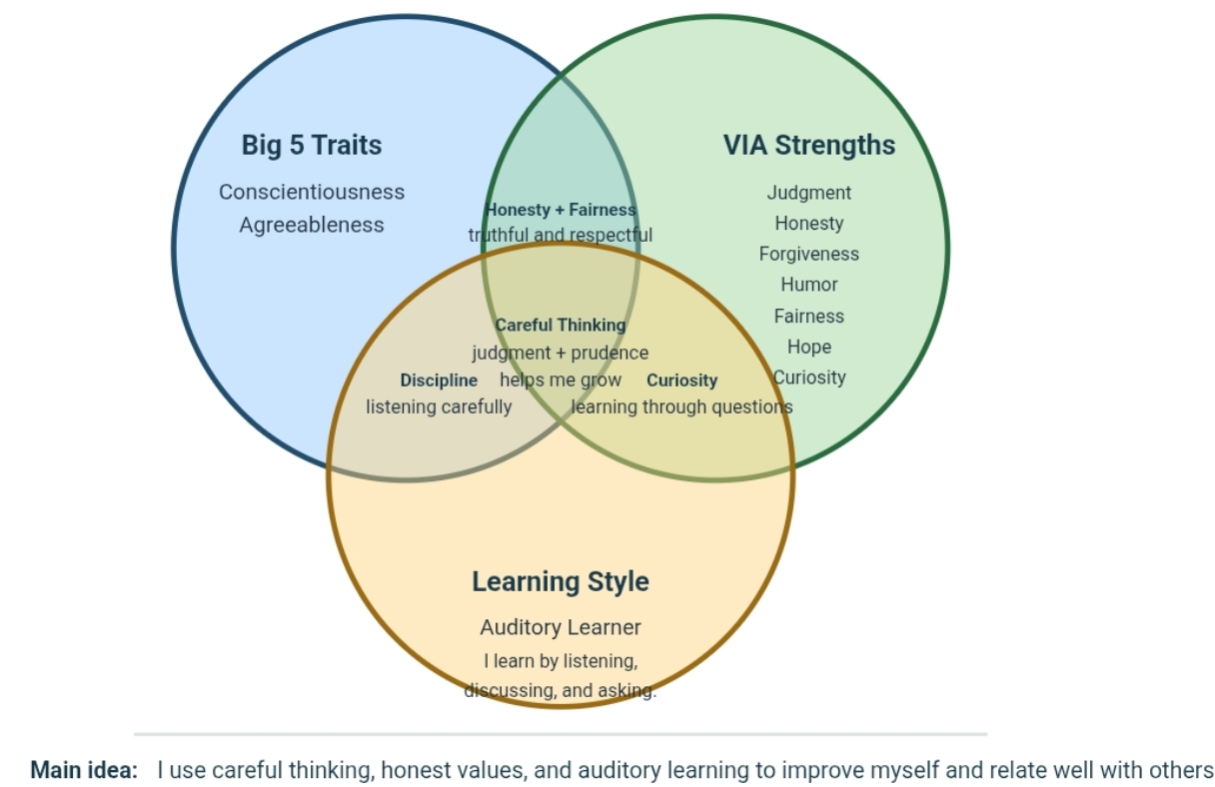 Big 5 Traits
Conscientiousness
Agreeableness
VIA Strengths
Judgment
Honesty
Forgiveness
Humor
Fairness
Hope
Curiosity
Honesty + Fairness
truthful and respectful
Careful Thinking
judgment + prudence
helps me grow
Discipline
listening carefully
Curiosity
learning through questions
Learning Style
Auditory Learner
I learn by listening,
discussing, and asking.
Main idea: I use careful thinking, honest values, and auditory learning to improve myself and relate well with others